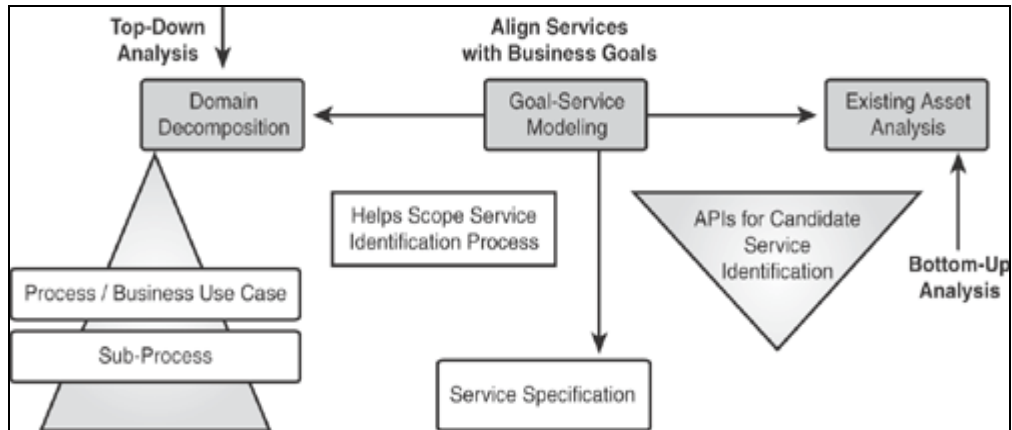 Top-Down
Analysis
Align Services
with Business Goals
Domain
Decomposition
Goal-Service
Modeling
Existing Asset
Analysis
Helps Scope Service
Identification Process
APIs for Candidate
Service
Identification
Bottom-Up
Analysis
Process / Business Use Case
Sub-Process
Service Specification